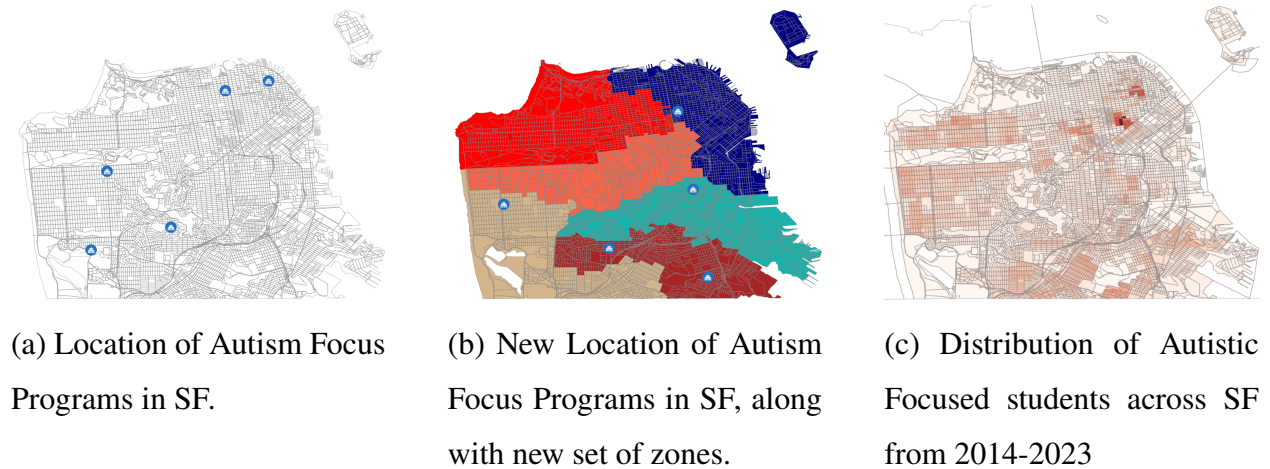 (a) Location of Autism Focus
Programs in SF.
(b) New Location of Autism
Focus Programs in SF, along
with new set of zones.
(c) Distribution of Autistic
Focused students across SF
from 2014-2023